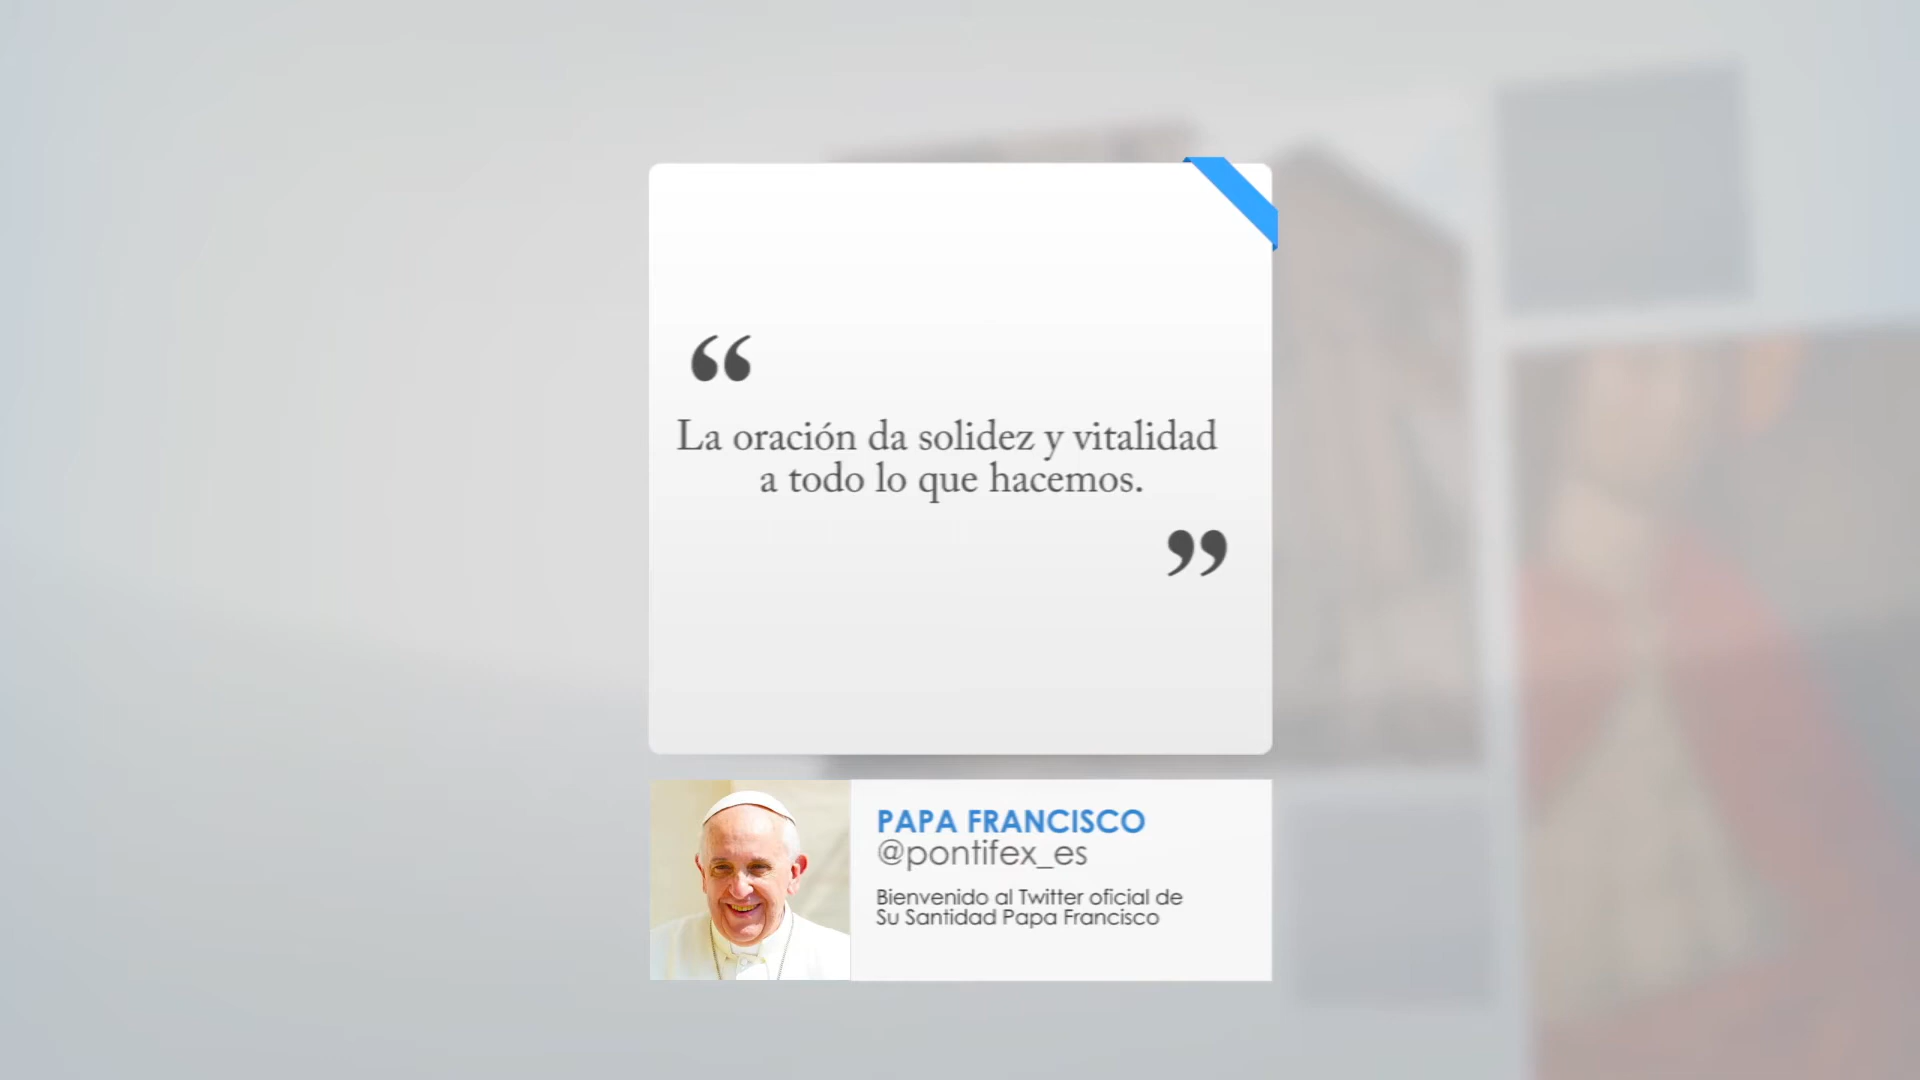 “
La oración da solidez y vitalidad
a todo lo que hacemos.
”
PAPA FRANCISCO
@pontifex_es
Bienvenido al Twitter oficial de
Su Santidad Papa Francisco